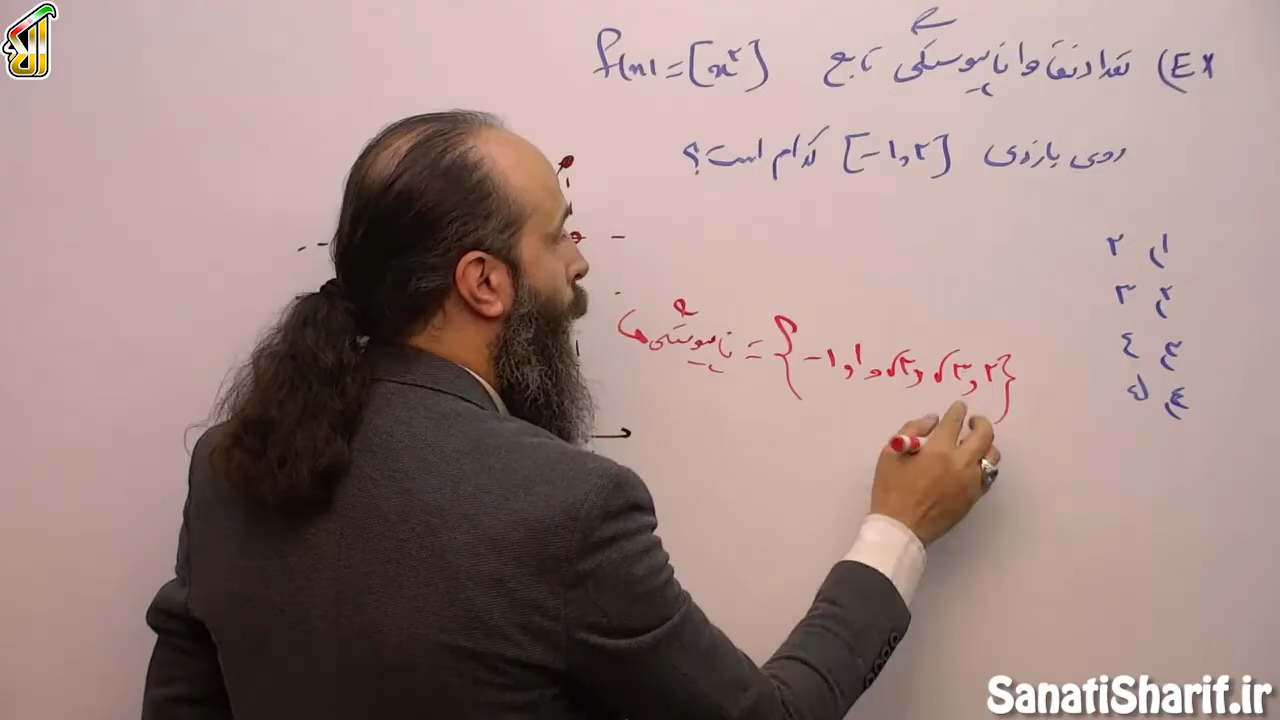 Ex) تعداد نقاط ناپیوستگی تابع f(x)=[x²]
روی بازه‌ی [-۱,۲] کدام است؟
۱) ۲
۲) ۳
۳) ٤
۴) ۵
ناپیوستگی‌ها = {-۱, ۱, √۲, √۳, ۲}
SanatiSharif.ir